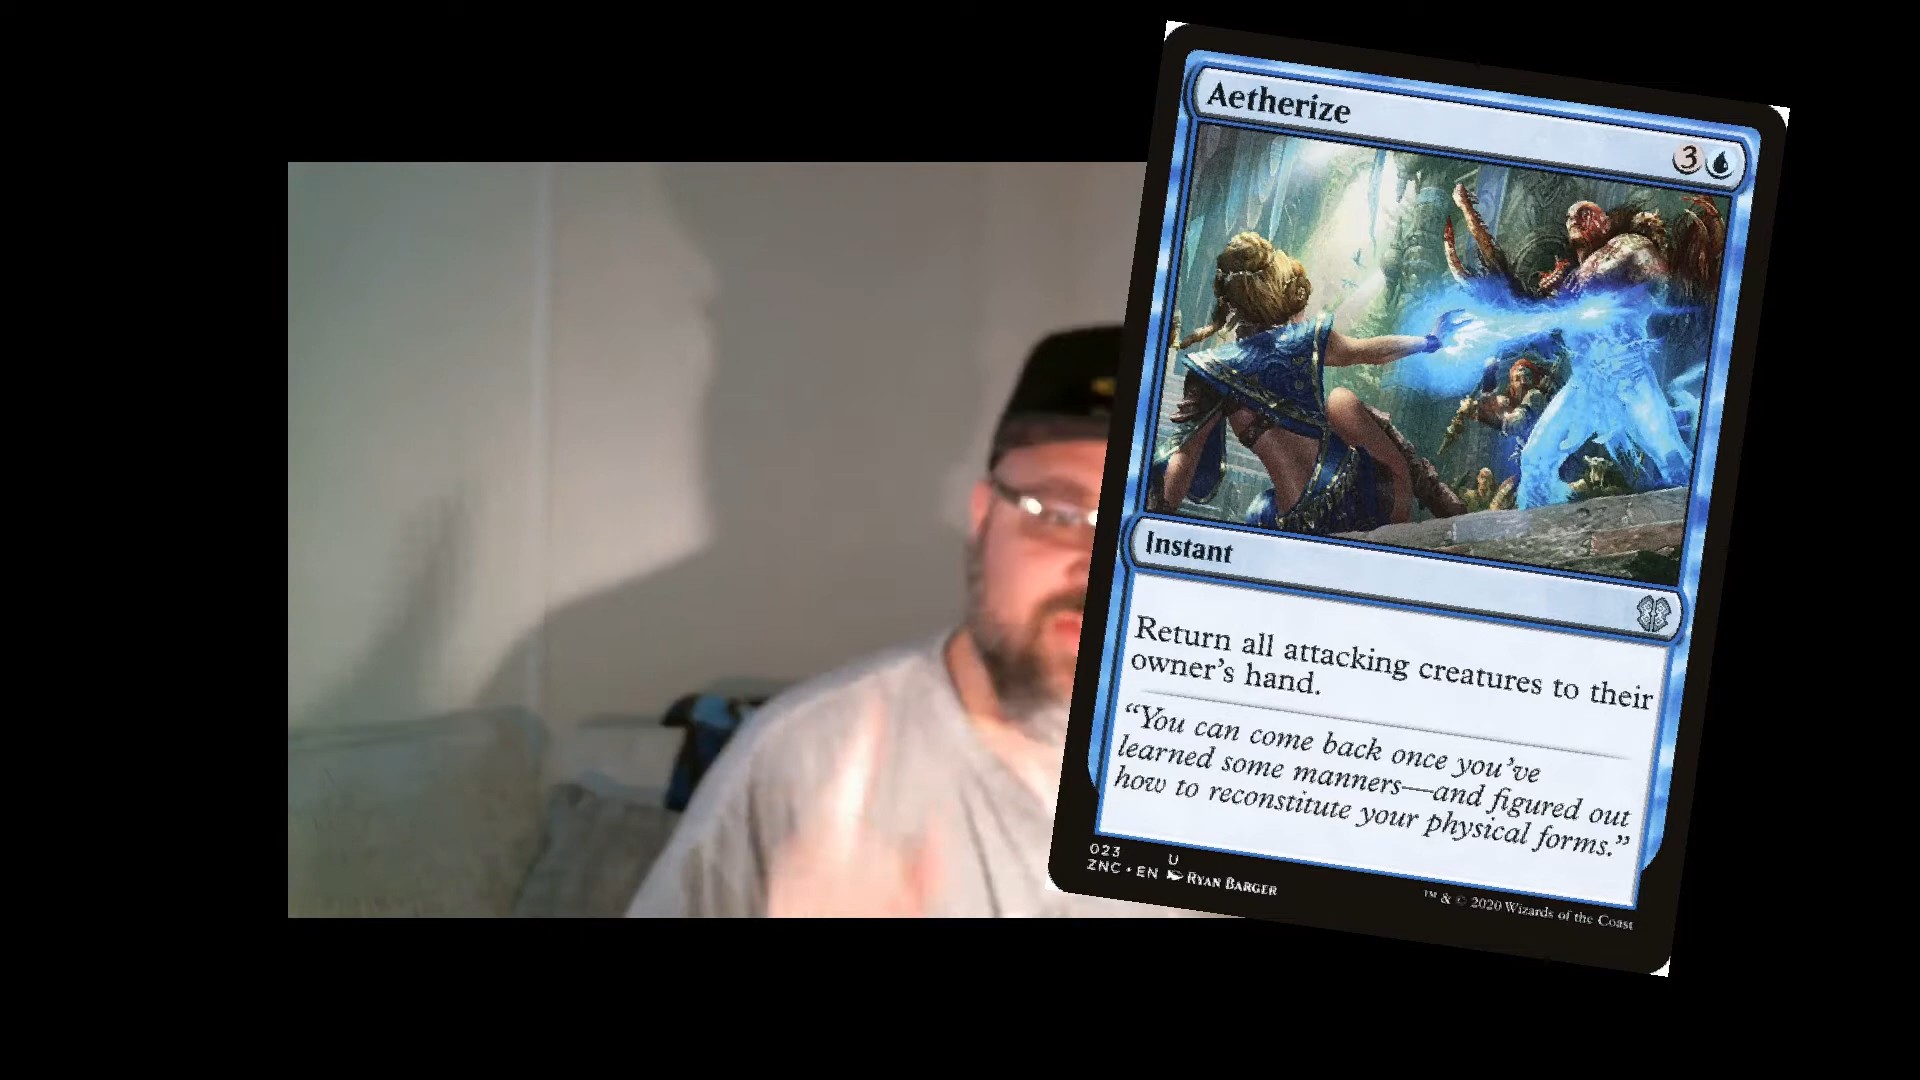 Aetherize
3
Instant
Return all attacking creatures to their
owner's hand.
“You can come back once you've
learned some manners—and figured out
how to reconstitute your physical forms.”
023 U
ZNC • EN RYAN BARGER
™ & © 2020 Wizards of the Coast